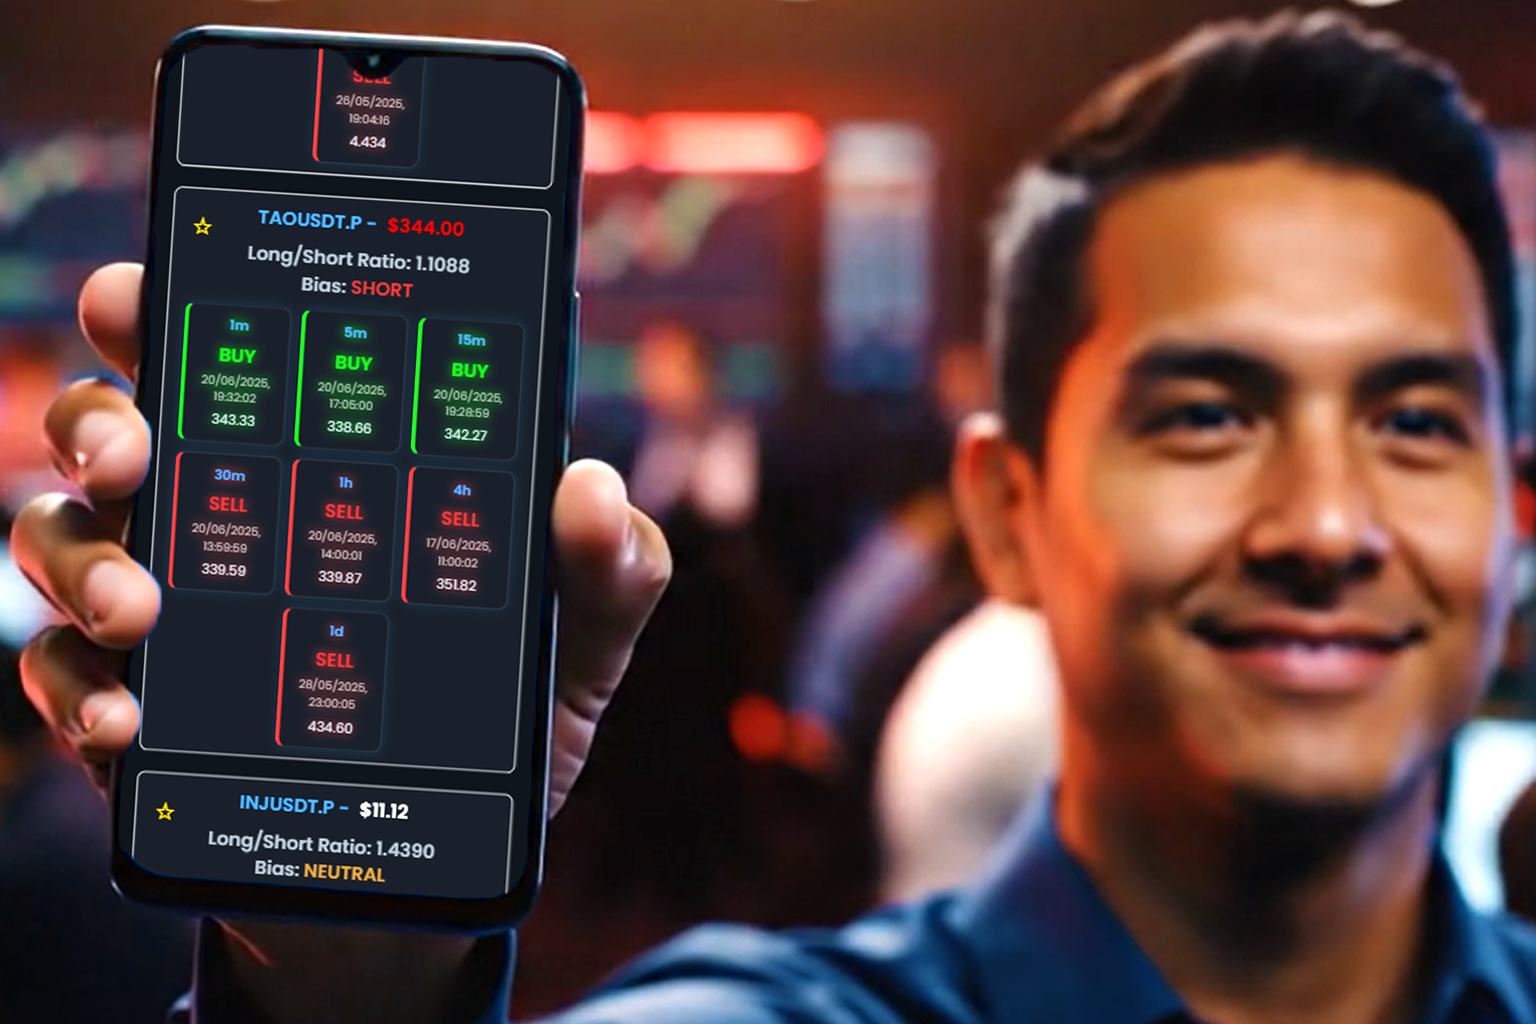 SELL
26/05/2025,
19:04:16
4.434
TAOUSDT.P - $344.00
Long/Short Ratio: 1.1088
Bias: SHORT
1m
BUY
20/06/2025,
19:32:02
343.33
5m
BUY
20/06/2025,
17:05:00
338.66
15m
BUY
20/06/2025,
19:28:59
342.27
30m
SELL
20/06/2025,
13:59:59
339.59
1h
SELL
20/06/2025,
14:00:01
339.87
4h
SELL
17/06/2025,
11:00:02
351.82
1d
SELL
28/05/2025,
23:00:05
434.60
INJUSDT.P - $11.12
Long/Short Ratio: 1.4390
Bias: NEUTRAL